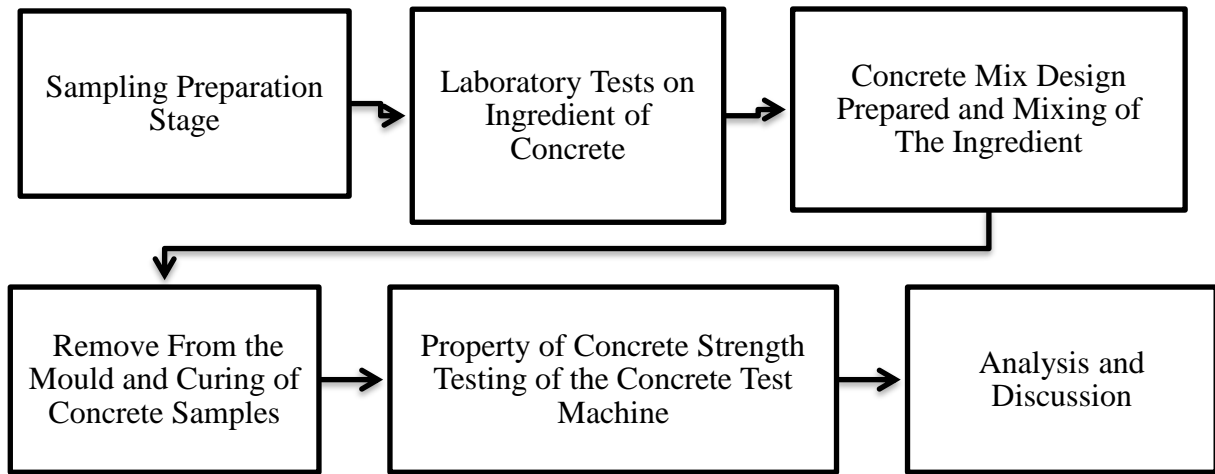 Sampling Preparation
Stage
Laboratory Tests on
Ingredient of
Concrete
Concrete Mix Design
Prepared and Mixing of
The Ingredient
Remove From the
Mould and Curing of
Concrete Samples
Property of Concrete Strength
Testing of the Concrete Test
Machine
Analysis and
Discussion